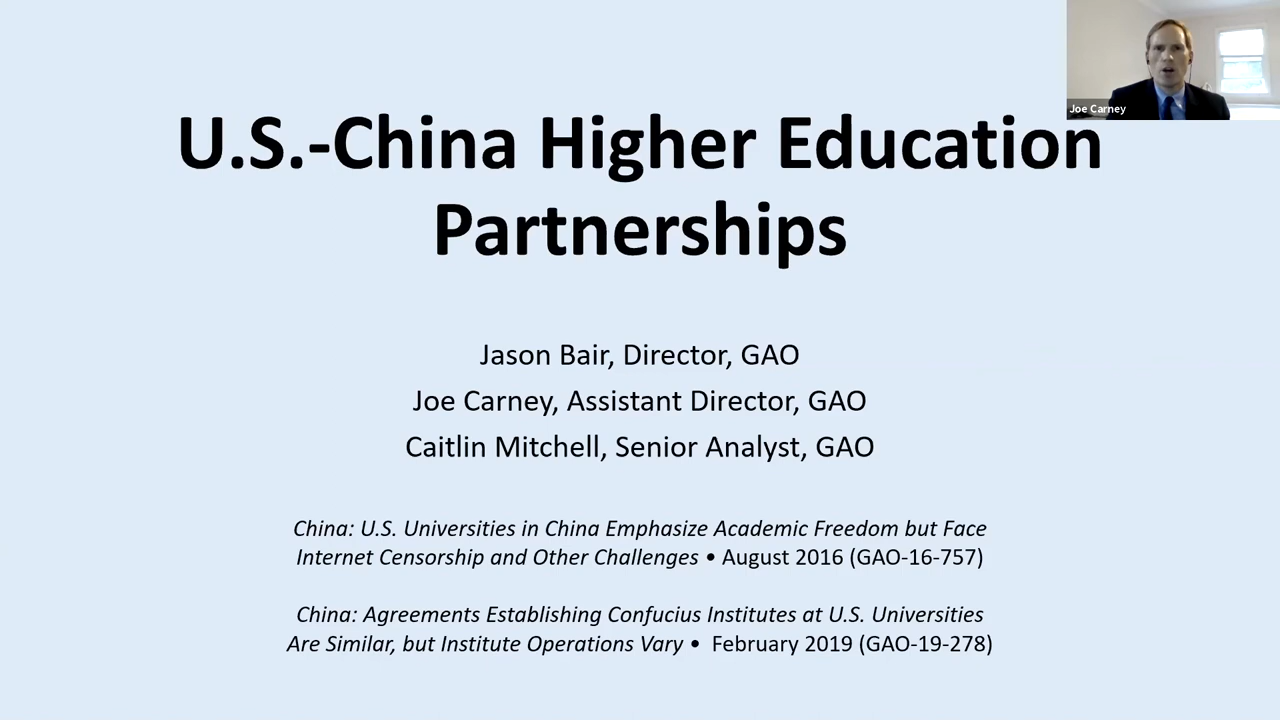 Joe Carney
U.S.-China Higher Education
Partnerships
Jason Bair, Director, GAO
Joe Carney, Assistant Director, GAO
Caitlin Mitchell, Senior Analyst, GAO
China: U.S. Universities in China Emphasize Academic Freedom but Face
Internet Censorship and Other Challenges • August 2016 (GAO-16-757)
China: Agreements Establishing Confucius Institutes at U.S. Universities
Are Similar, but Institute Operations Vary • February 2019 (GAO-19-278)